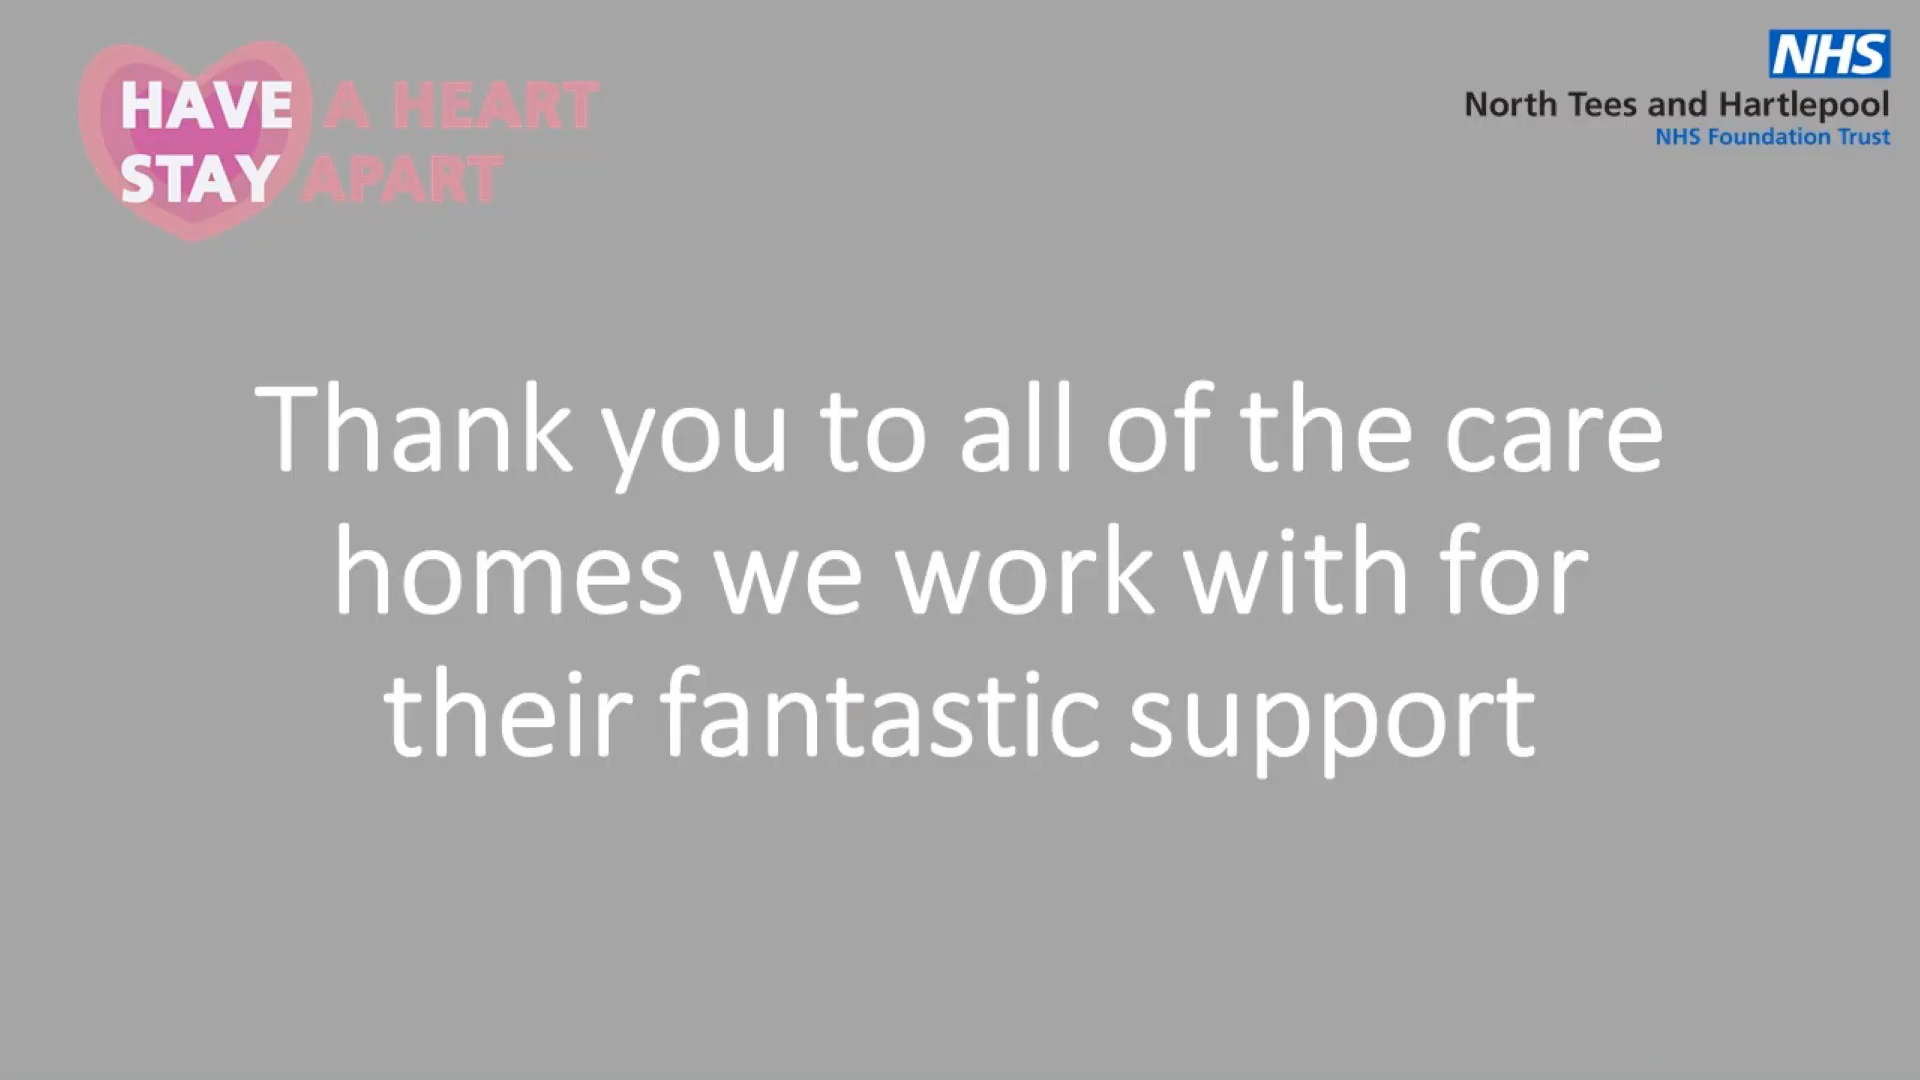 HAVE A HEART
STAY APART
NHS
North Tees and Hartlepool
NHS Foundation Trust
Thank you to all of the care
homes we work with for
their fantastic support